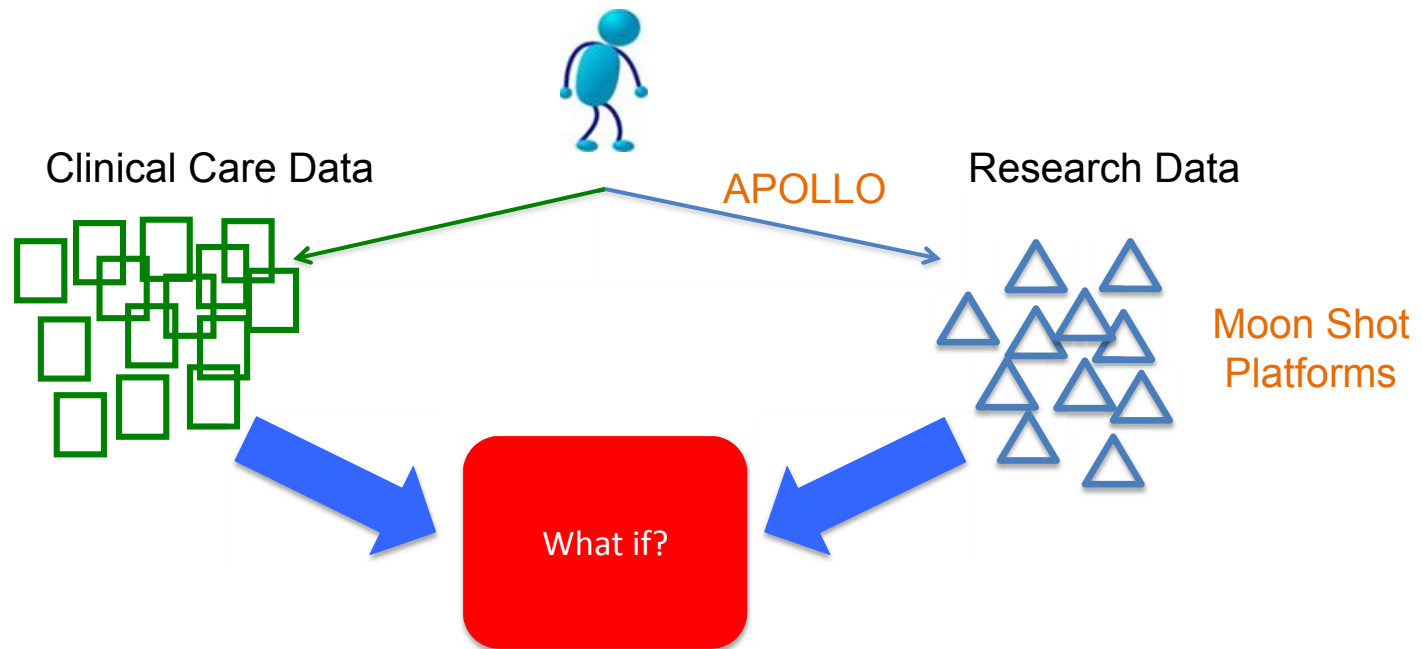 Clinical Care Data
APOLLO
Research Data
Moon Shot
Platforms
What if?